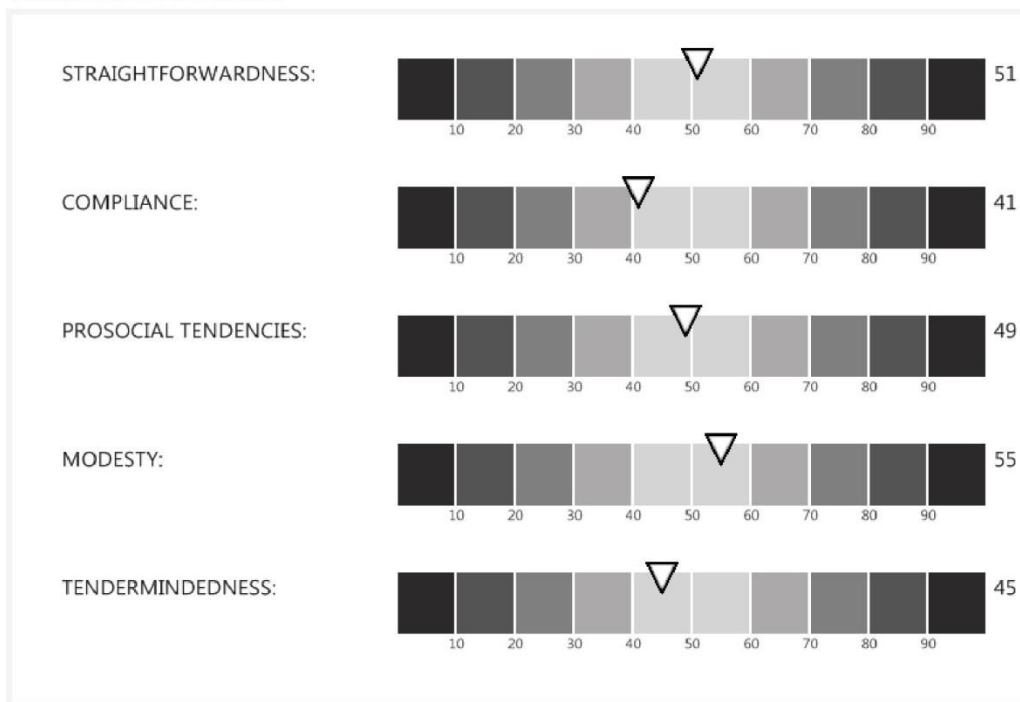 STRAIGHTFORWARDNESS: 51
10 20 30 40 50 60 70 80 90
COMPLIANCE: 41
10 20 30 40 50 60 70 80 90
PROSOCIAL TENDENCIES: 49
10 20 30 40 50 60 70 80 90
MODESTY: 55
10 20 30 40 50 60 70 80 90
TENDERMINDEDNESS: 45
10 20 30 40 50 60 70 80 90